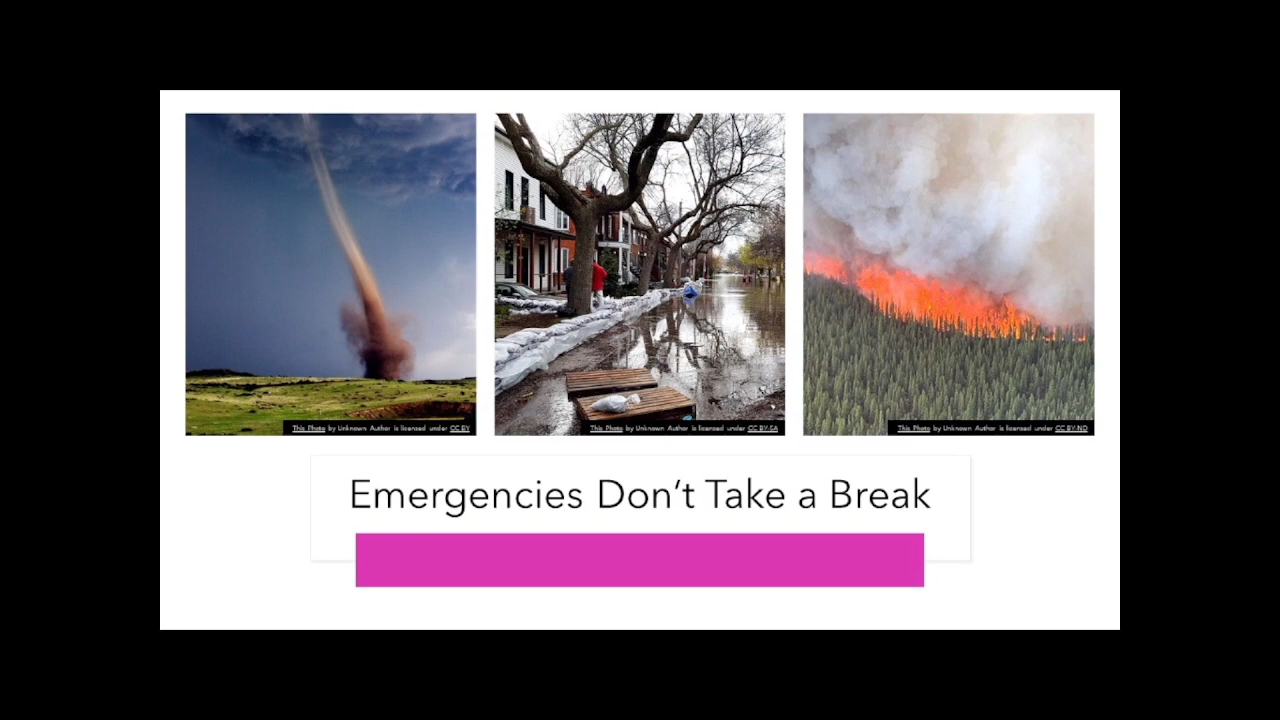 This Photo by Unknown Author is licensed under CC BY
This Photo by Unknown Author is licensed under CC BY-SA
This Photo by Unknown Author is licensed under CC BY-ND
Emergencies Don’t Take a Break